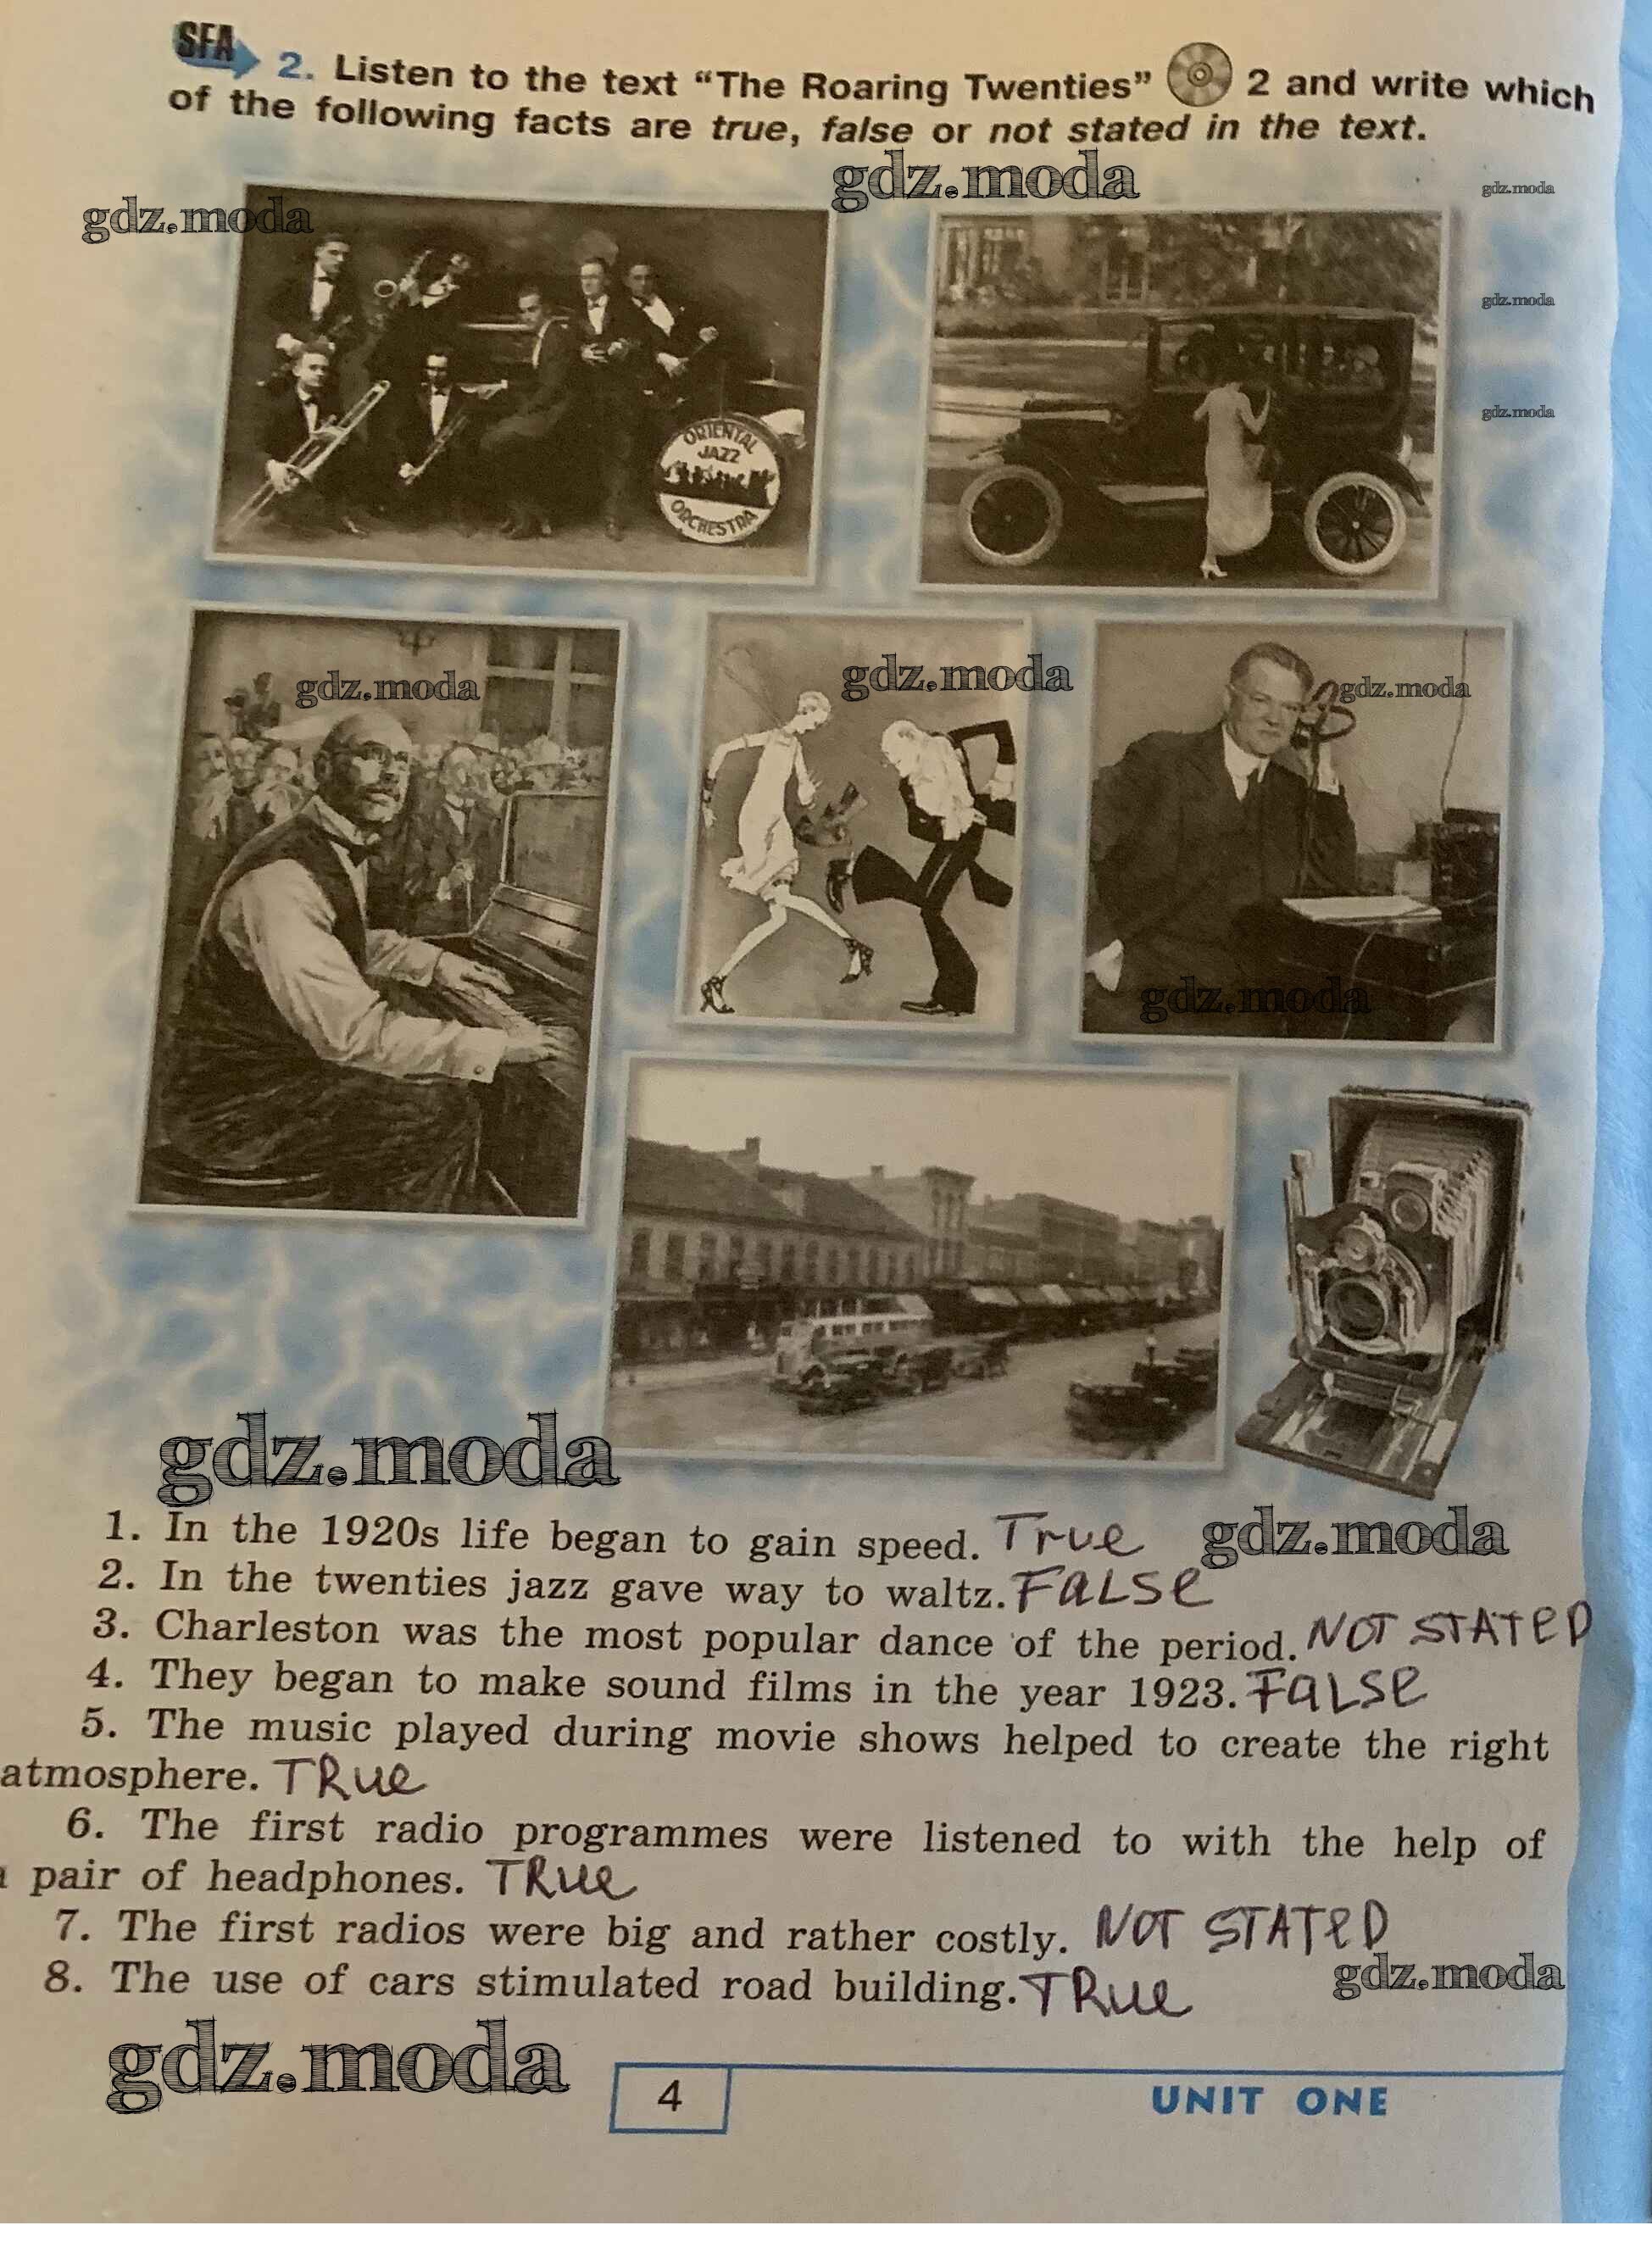 SFA 2. Listen to the text “The Roaring Twenties” 2 and write which
of the following facts are true, false or not stated in the text.
gdz.moda
gdz.moda
gdz.moda
gdz.moda
gdz.moda
ORIENTAL
JAZZ
ORCHESTRA
gdz.moda
gdz.moda
gdz.moda
gdz.moda
gdz.moda
1. In the 1920s life began to gain speed. True
gdz.moda
2. In the twenties jazz gave way to waltz. FALSe
3. Charleston was the most popular dance of the period. NOT STATED
4. They began to make sound films in the year 1923. FaLSe
5. The music played during movie shows helped to create the right
atmosphere. TRue
6. The first radio programmes were listened to with the help of
pair of headphones. TRue
7. The first radios were big and rather costly. NOT STATED
8. The use of cars stimulated road building. TRue
gdz.moda
gdz.moda
4
UNIT ONE